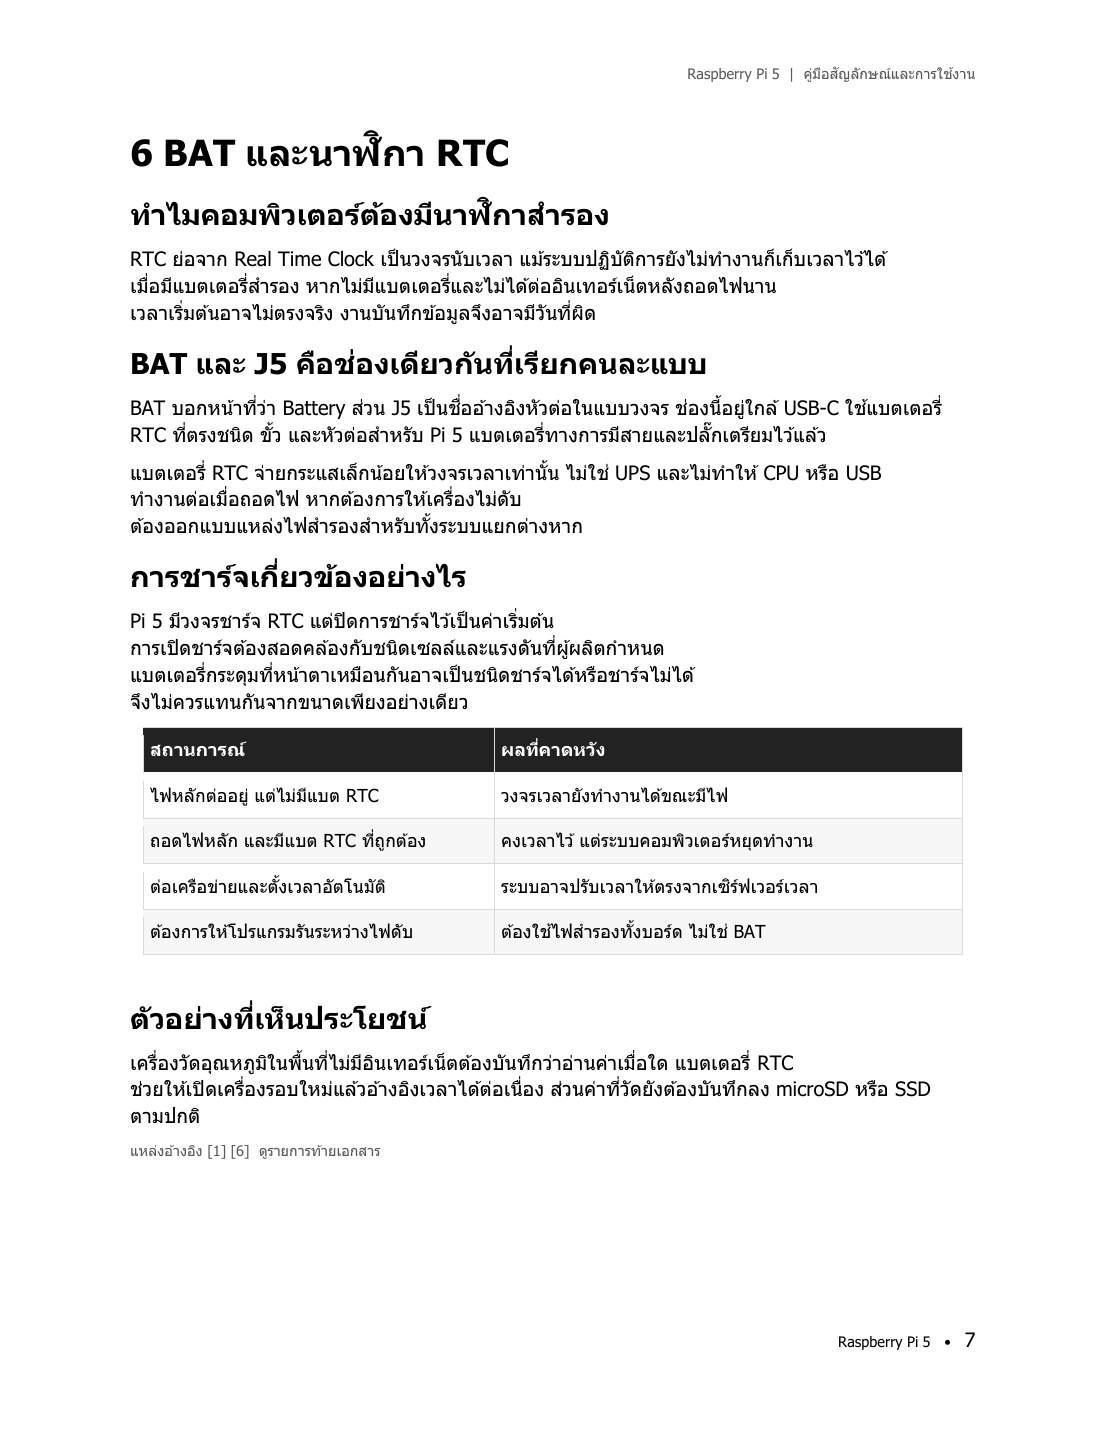 Raspberry Pi 5 | คู่มือสัญลักษณ์และการใช้งาน
6 BAT และนาฬิกา RTC
ทำไมคอมพิวเตอร์ต้องมีนาฬิกาสำรอง
RTC ย่อจาก Real Time Clock เป็นวงจรนับเวลา แม้ระบบปฏิบัติการยังไม่ทำงานก็เก็บเวลาไว้ได้
เมื่อมีแบตเตอรี่สำรอง หากไม่มีแบตเตอรี่และไม่ได้ต่ออินเทอร์เน็ตหลังถอดไฟนาน
เวลาเริ่มต้นอาจไม่ตรงจริง งานบันทึกข้อมูลจึงอาจมีวันที่ผิด
BAT และ J5 คือช่องเดียวกันที่เรียกคนละแบบ
BAT บอกหน้าที่ว่า Battery ส่วน J5 เป็นชื่ออ้างอิงหัวต่อในแบบวงจร ช่องนี้อยู่ใกล้ USB-C ใช้แบตเตอรี่
RTC ที่ตรงชนิด ขั้ว และหัวต่อสำหรับ Pi 5 แบตเตอรี่ทางการมีสายและปลั๊กเตรียมไว้แล้ว
แบตเตอรี่ RTC จ่ายกระแสเล็กน้อยให้วงจรเวลาเท่านั้น ไม่ใช่ UPS และไม่ทำให้ CPU หรือ USB
ทำงานต่อเมื่อถอดไฟ หากต้องการให้เครื่องไม่ดับ
ต้องออกแบบแหล่งไฟสำรองสำหรับทั้งระบบแยกต่างหาก
การชาร์จเกี่ยวข้องอย่างไร
Pi 5 มีวงจรชาร์จ RTC แต่ปิดการชาร์จไว้เป็นค่าเริ่มต้น
การเปิดชาร์จต้องสอดคล้องกับชนิดเซลล์และแรงดันที่ผู้ผลิตกำหนด
แบตเตอรี่กระดุมที่หน้าตาเหมือนกันอาจเป็นชนิดชาร์จได้หรือชาร์จไม่ได้
จึงไม่ควรแทนกันจากขนาดเพียงอย่างเดียว
สถานการณ์ ผลที่คาดหวัง
ไฟหลักต่ออยู่ แต่ไม่มีแบต RTC วงจรเวลายังทำงานได้ขณะมีไฟ
ถอดไฟหลัก และมีแบต RTC ที่ถูกต้อง คงเวลาไว้ แต่ระบบคอมพิวเตอร์หยุดทำงาน
ต่อเครือข่ายและตั้งเวลาอัตโนมัติ ระบบอาจปรับเวลาให้ตรงจากเซิร์ฟเวอร์เวลา
ต้องการให้โปรแกรมรันระหว่างไฟดับ ต้องใช้ไฟสำรองทั้งบอร์ด ไม่ใช่ BAT
ตัวอย่างที่เห็นประโยชน์
เครื่องวัดอุณหภูมิในพื้นที่ไม่มีอินเทอร์เน็ตต้องบันทึกว่าอ่านค่าเมื่อใด แบตเตอรี่ RTC
ช่วยให้เปิดเครื่องรอบใหม่แล้วอ้างอิงเวลาได้ต่อเนื่อง ส่วนค่าที่วัดยังต้องบันทึกลง microSD หรือ SSD
ตามปกติ
แหล่งอ้างอิง [1] [6] ดูรายการท้ายเอกสาร
Raspberry Pi 5 • 7